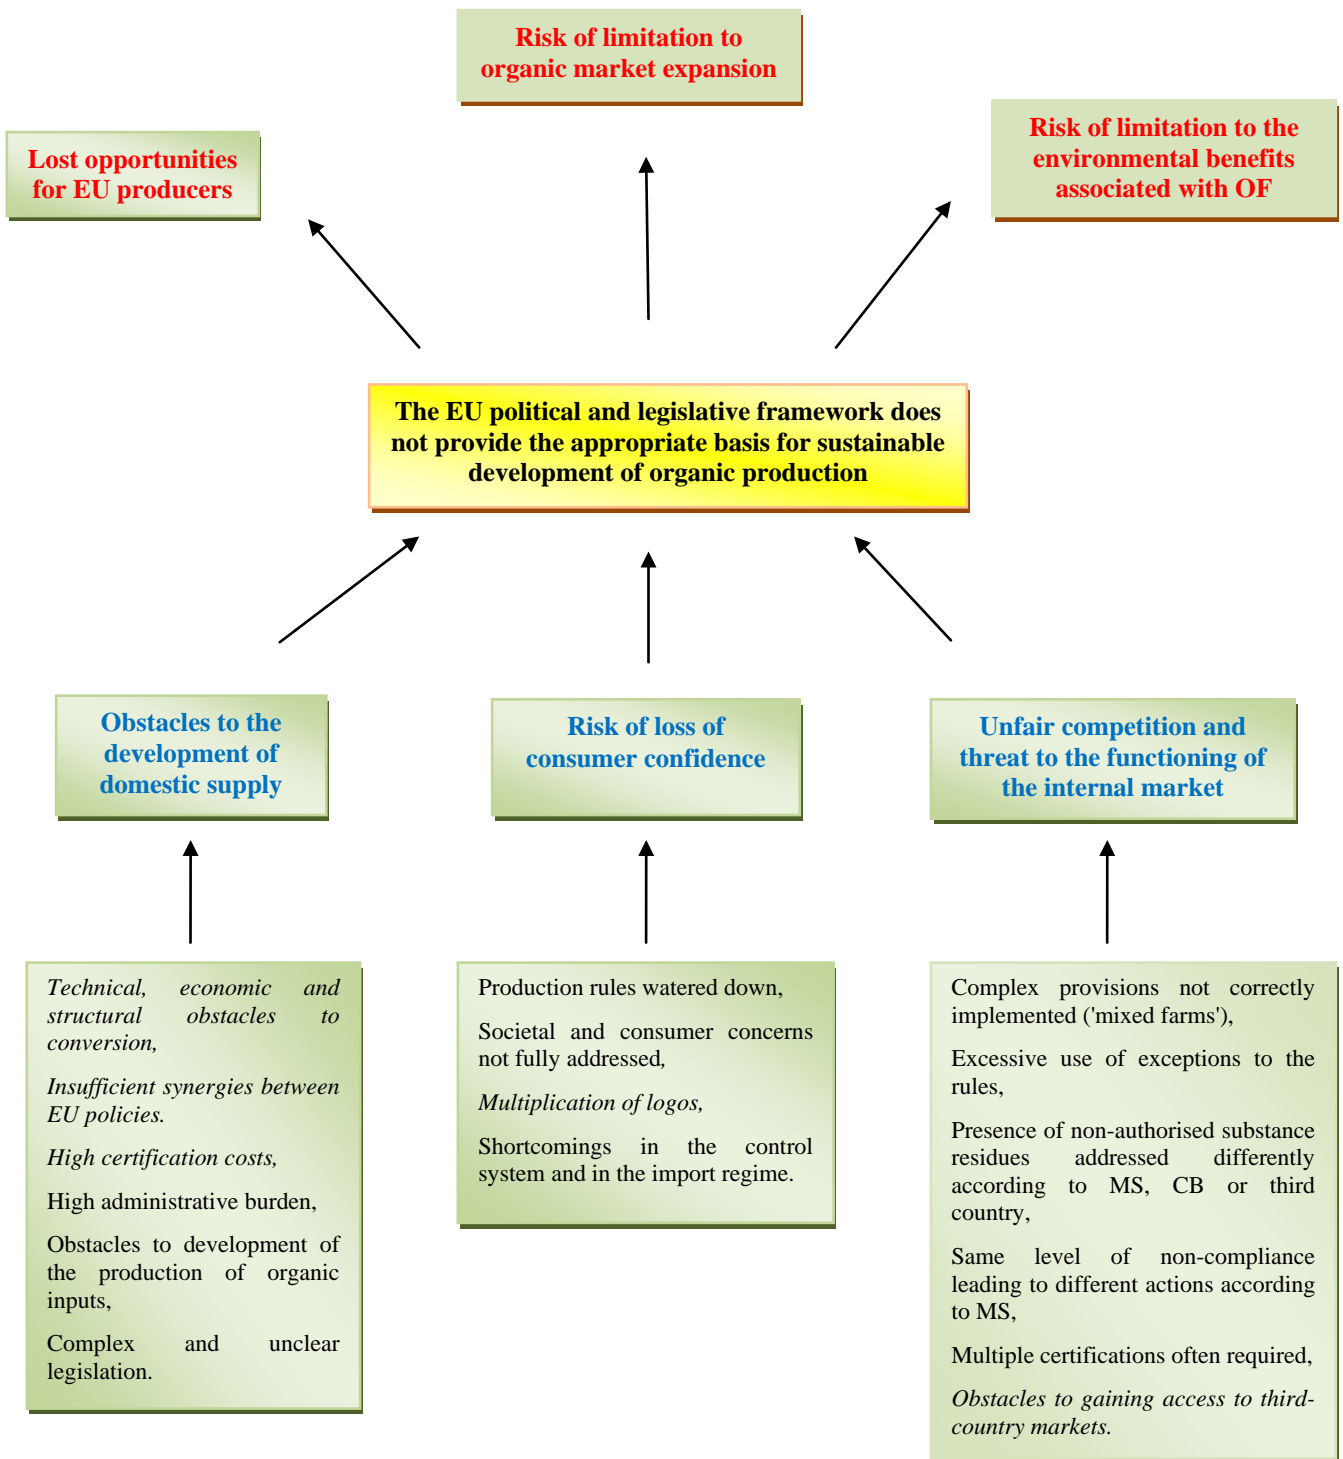 Risk of limitation to
organic market expansion
Lost opportunities
for EU producers
Risk of limitation to the
environmental benefits
associated with OF
The EU political and legislative framework does
not provide the appropriate basis for sustainable
development of organic production
Obstacles to the
development of
domestic supply
Risk of loss of
consumer confidence
Unfair competition and
threat to the functioning of
the internal market
Technical, economic and
structural obstacles to
conversion,
Insufficient synergies between
EU policies.
High certification costs,
High administrative burden,
Obstacles to development of
the production of organic
inputs,
Complex and unclear
legislation.
Production rules watered down,
Societal and consumer concerns
not fully addressed,
Multiplication of logos,
Shortcomings in the control
system and in the import regime.
Complex provisions not correctly
implemented ('mixed farms'),
Excessive use of exceptions to the
rules,
Presence of non-authorised substance
residues addressed differently
according to MS, CB or third
country,
Same level of non-compliance
leading to different actions according
to MS,
Multiple certifications often required,
Obstacles to gaining access to third-
country markets.